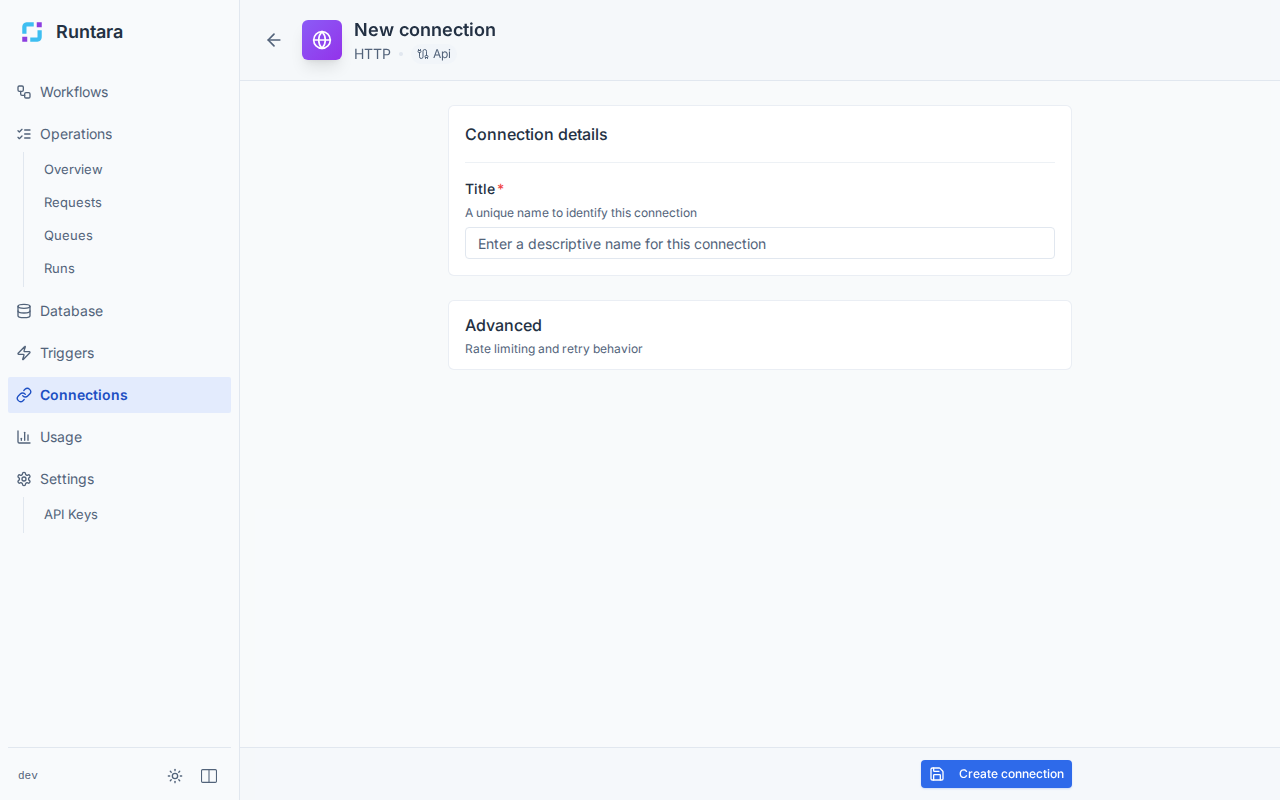 Runtara
Workflows
Operations
Overview
Requests
Queues
Runs
Database
Triggers
Connections
Usage
Settings
API Keys
dev
New connection
HTTP
Api
Connection details
Title*
A unique name to identify this connection
Enter a descriptive name for this connection
Advanced
Rate limiting and retry behavior
Create connection